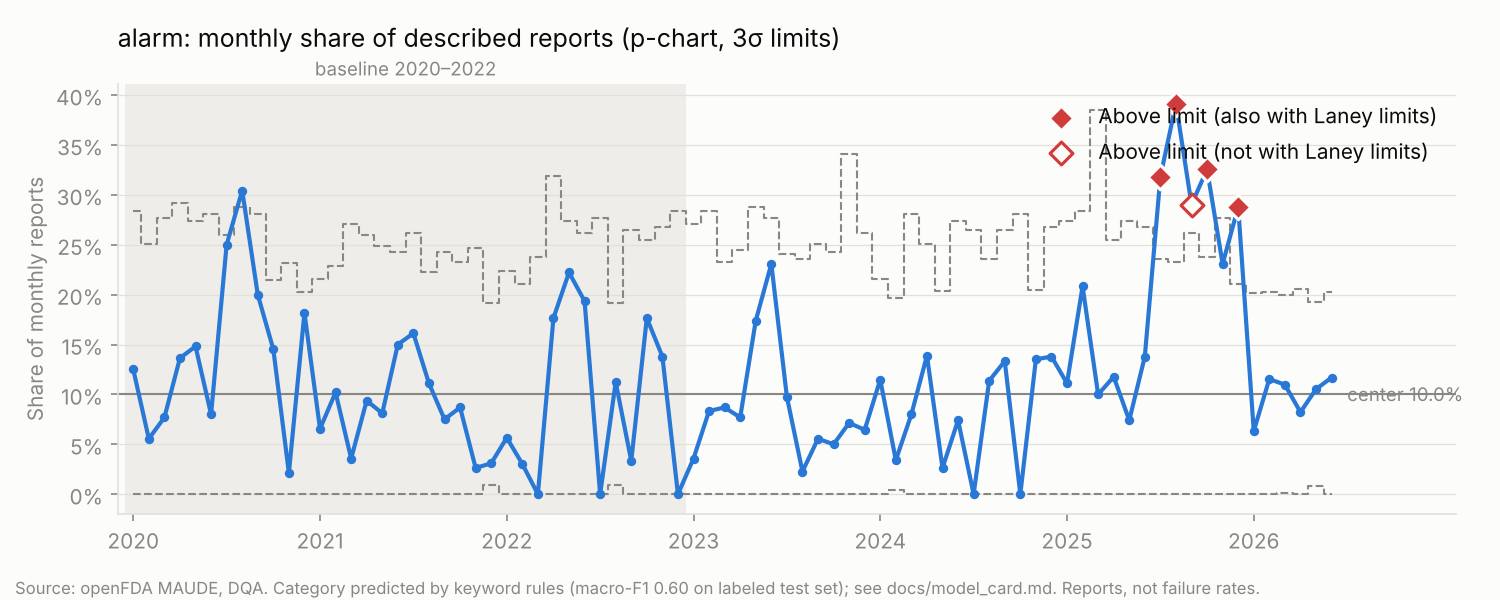 alarm: monthly share of described reports (p-chart, 3σ limits)
baseline 2020–2022
Share of monthly reports
40%
35%
30%
25%
20%
15%
10%
5%
0%
Above limit (also with Laney limits)
Above limit (not with Laney limits)
center 10.0%
2020 2021 2022 2023 2024 2025 2026
Source: openFDA MAUDE, DQA. Category predicted by keyword rules (macro-F1 0.60 on labeled test set); see docs/model_card.md. Reports, not failure rates.